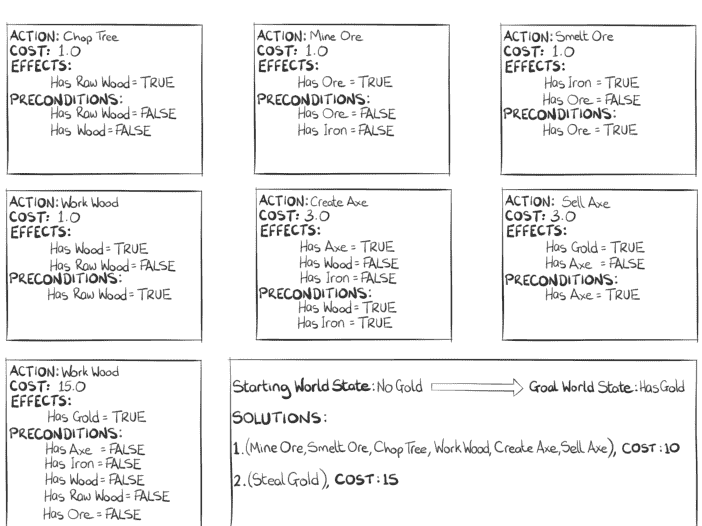 ACTION: Chop Tree
COST: 1.0
EFFECTS:
Has Raw Wood = TRUE
PRECONDITIONS:
Has Raw Wood = FALSE
Has Wood = FALSE
ACTION: Mine Ore
COST: 1.0
EFFECTS:
Has Ore = TRUE
PRECONDITIONS:
Has Ore = FALSE
Has Iron = FALSE
ACTION: Smelt Ore
COST: 1.0
EFFECTS:
Has Iron = TRUE
Has Ore = FALSE
PRECONDITIONS:
Has Ore = TRUE
ACTION: Work Wood
COST: 1.0
EFFECTS:
Has Wood = TRUE
Has Raw Wood = FALSE
PRECONDITIONS:
Has Raw Wood = TRUE
ACTION: Create Axe
COST: 3.0
EFFECTS:
Has Axe = TRUE
Has Wood = FALSE
Has Iron = FALSE
PRECONDITIONS:
Has Wood = TRUE
Has Iron = TRUE
ACTION: Sell Axe
COST: 3.0
EFFECTS:
Has Gold = TRUE
Has Axe = FALSE
PRECONDITIONS:
Has Axe = TRUE
ACTION: Work Wood
COST: 15.0
EFFECTS:
Has Gold = TRUE
PRECONDITIONS:
Has Axe = FALSE
Has Iron = FALSE
Has Wood = FALSE
Has Raw Wood = FALSE
Has Ore = FALSE
Starting World State: No Gold Goal World State: Has Gold
SOLUTIONS:
1. (Mine Ore, Smelt Ore, Chop Tree, Work Wood, Create Axe, Sell Axe), COST: 10
2. (Steal Gold), COST: 15